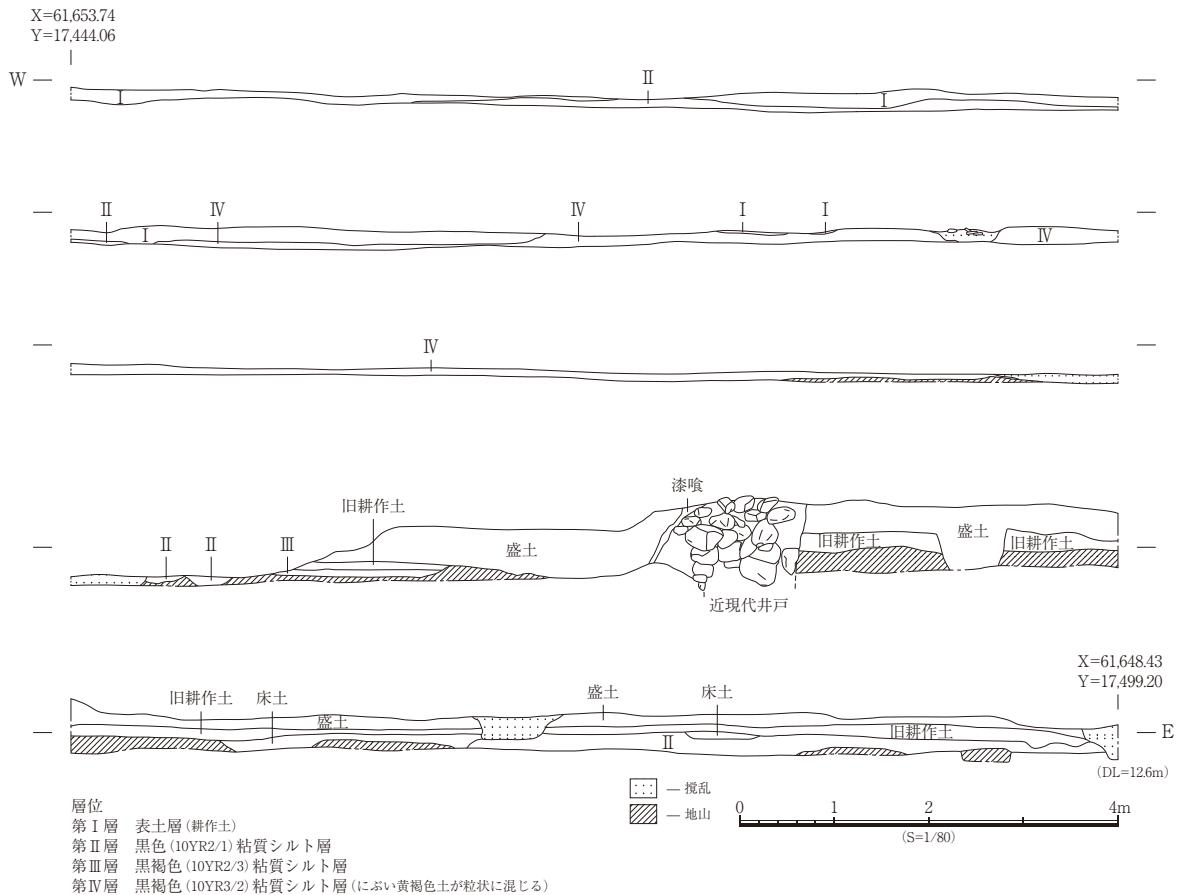 X=61,653.74
Y=17,444.06
W
Ⅱ
Ⅰ
Ⅰ
Ⅱ
Ⅰ
Ⅳ
Ⅳ
Ⅰ
Ⅰ
Ⅳ
Ⅳ
漆喰
旧耕作土
Ⅱ
Ⅱ
Ⅲ
盛土
旧耕作土
盛土
旧耕作土
近現代井戸
X=61,648.43
Y=17,499.20
旧耕作土
床土
盛土
盛土
床土
Ⅱ
旧耕作土
E
(DL=12.6m)
攪乱
地山
0 1 2 4m
(S=1/80)
層位
第Ⅰ層 表土層(耕作土)
第Ⅱ層 黒色(10YR2/1)粘質シルト層
第Ⅲ層 黒褐色(10YR2/3)粘質シルト層
第Ⅳ層 黒褐色(10YR3/2)粘質シルト層(にぶい黄褐色土が粒状に混じる)